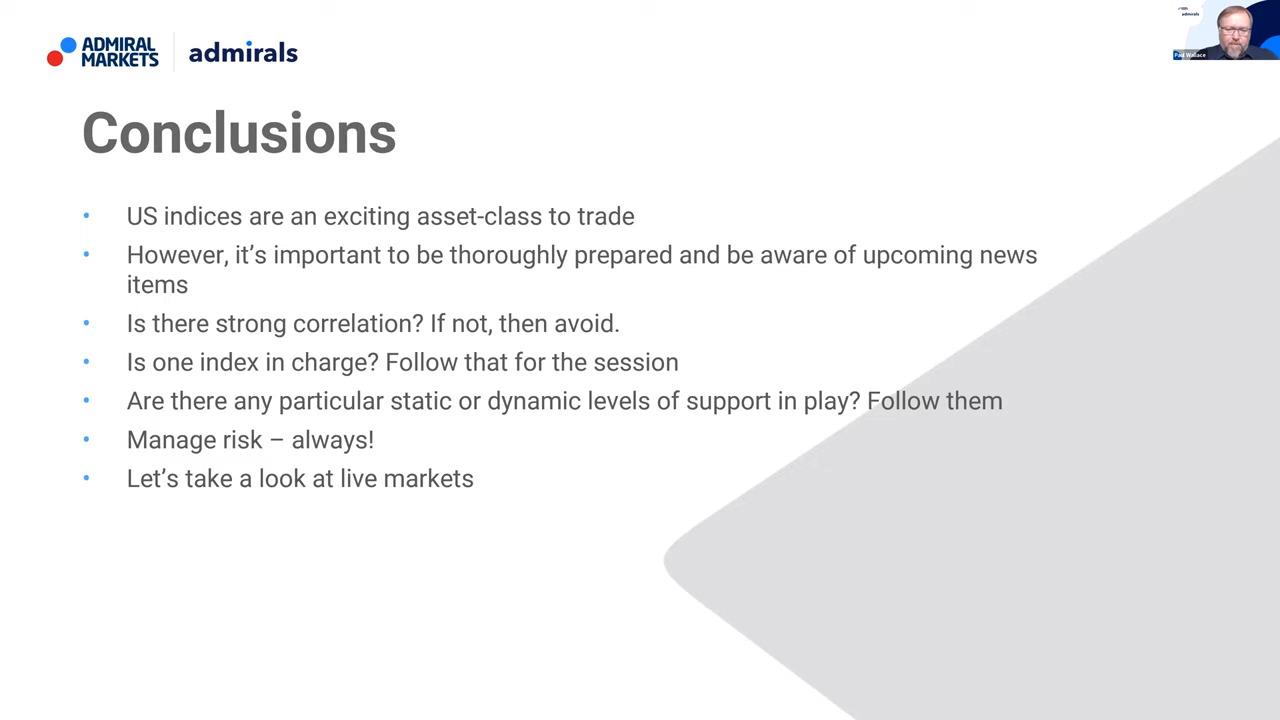 ADMIRAL
MARKETS
admirals
admirals
Paul Wallace
Conclusions
• US indices are an exciting asset-class to trade
• However, it’s important to be thoroughly prepared and be aware of upcoming news
items
• Is there strong correlation? If not, then avoid.
• Is one index in charge? Follow that for the session
• Are there any particular static or dynamic levels of support in play? Follow them
• Manage risk – always!
• Let’s take a look at live markets